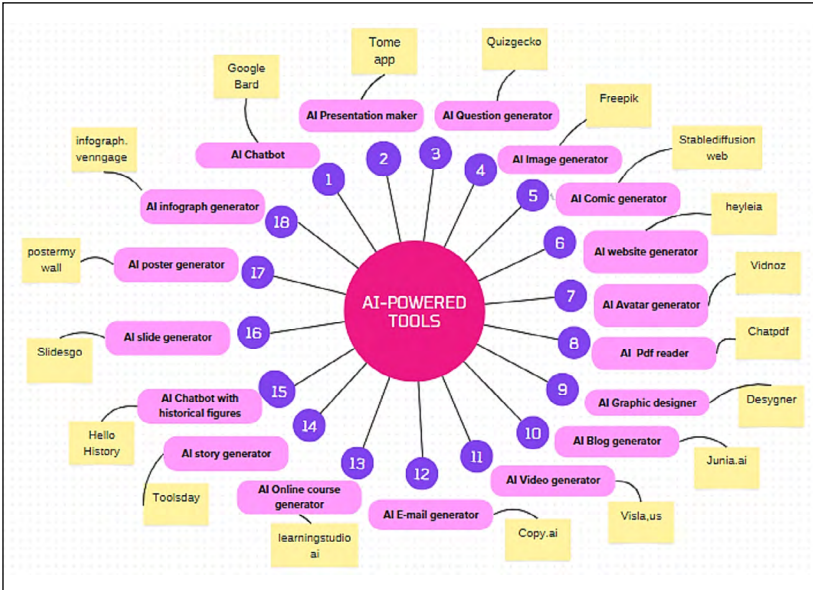 AI-POWERED
TOOLS
1
AI Chatbot
Google
Bard
2
AI Presentation maker
Tome
app
3
AI Question generator
Quizgecko
4
AI Image generator
Freepik
5
AI Comic generator
Stablediffusion
web
6
AI website generator
heyleia
7
AI Avatar generator
Vidnoz
8
AI Pdf reader
Chatpdf
9
AI Graphic designer
Desygner
10
AI Blog generator
Junia.ai
11
AI Video generator
Visla,us
12
AI E-mail generator
Copy.ai
13
AI Online course
generator
learningstudio
ai
14
AI story generator
Toolsday
15
AI Chatbot with
historical figures
Hello
History
16
AI slide generator
Slidesgo
17
AI poster generator
postermy
wall
18
AI infograph generator
infograph.
venngage